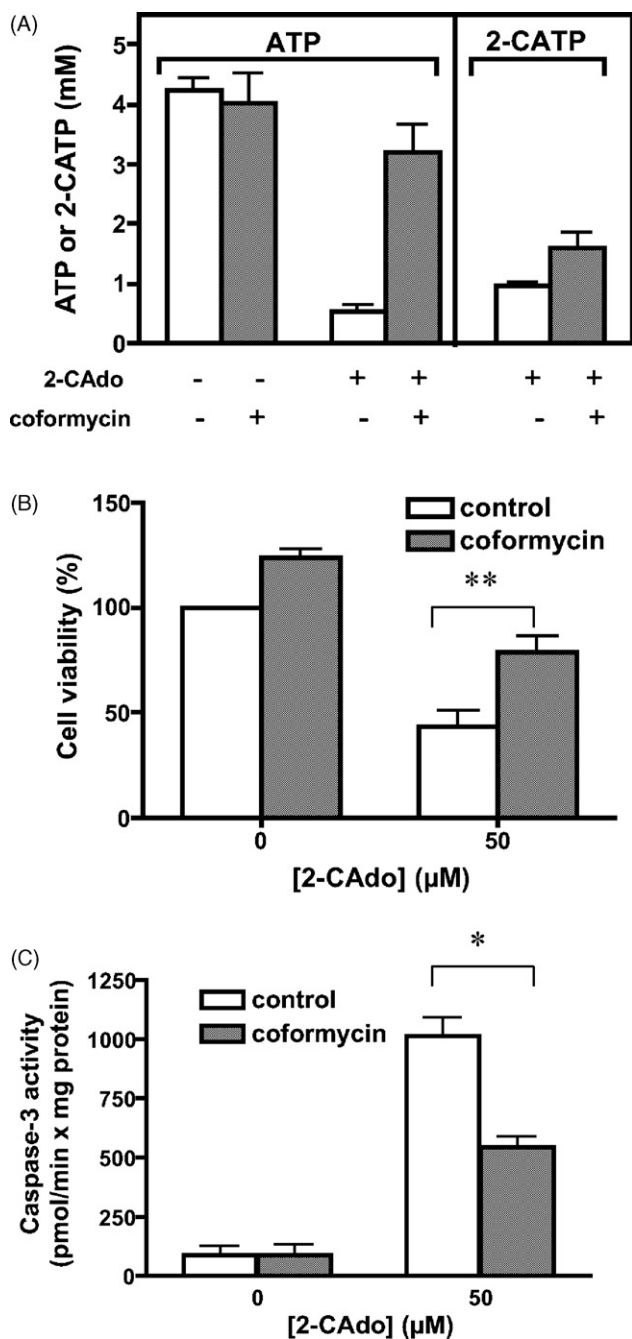 (A)
ATP
2-CATP
ATP or 2-CATP (mM)
5
4
3
2
1
0
2-CAdo - - + + + +
coformycin - + - + - +
(B)
control
coformycin
**
Cell viability (%)
150
100
50
0
0 50
[2-CAdo] (µM)
(C)
control
coformycin
*
Caspase-3 activity
(pmol/min x mg protein)
1250
1000
750
500
250
0
0 50
[2-CAdo] (µM)